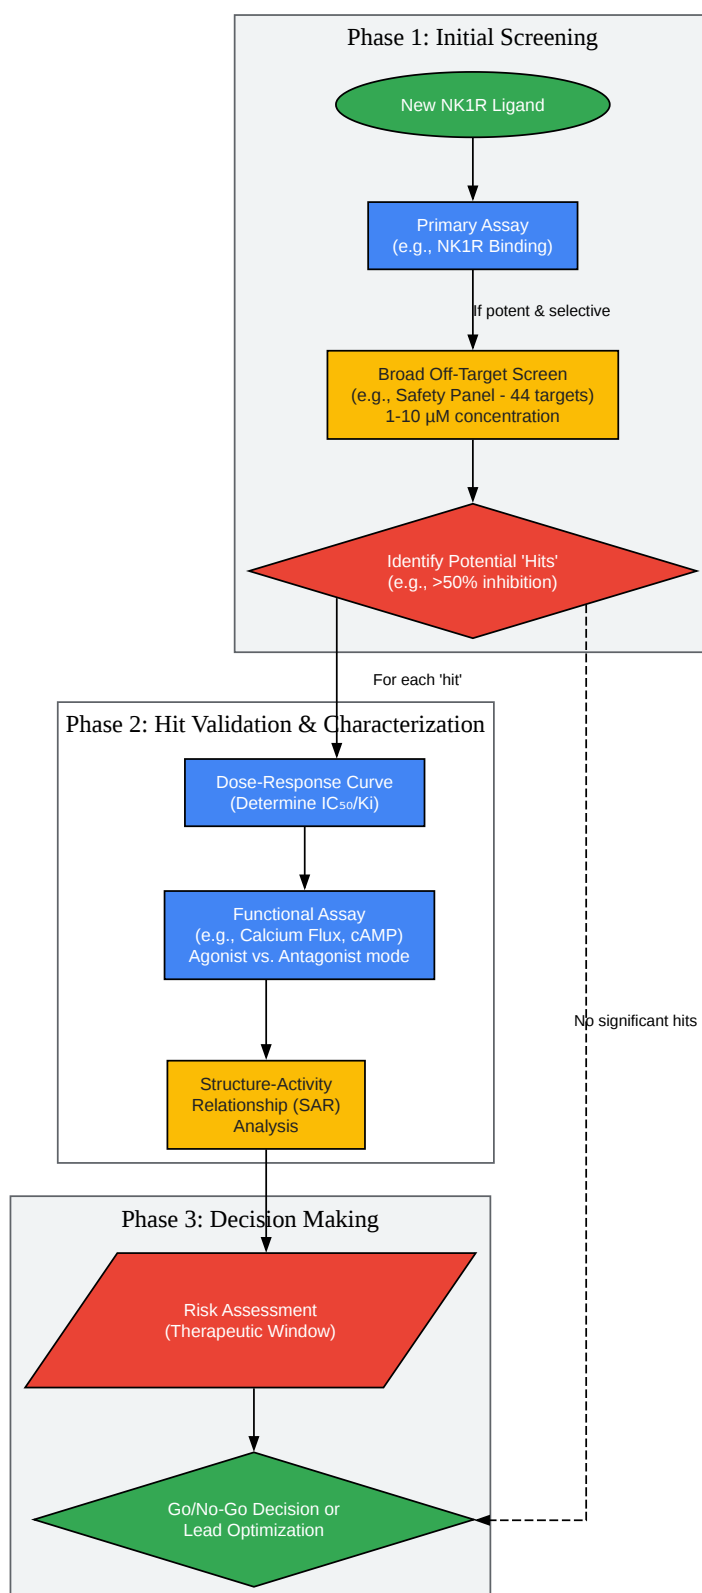 Phase 1: Initial Screening
New NK1R Ligand
Primary Assay
(e.g., NK1R Binding)
If potent & selective
Broad Off-Target Screen
(e.g., Safety Panel - 44 targets)
1-10 µM concentration
Identify Potential 'Hits'
(e.g., >50% inhibition)
For each 'hit'
Phase 2: Hit Validation & Characterization
Dose-Response Curve
(Determine IC₅₀/Ki)
Functional Assay
(e.g., Calcium Flux, cAMP)
Agonist vs. Antagonist mode
No significant hits
Structure-Activity
Relationship (SAR)
Analysis
Phase 3: Decision Making
Risk Assessment
(Therapeutic Window)
Go/No-Go Decision or
Lead Optimization